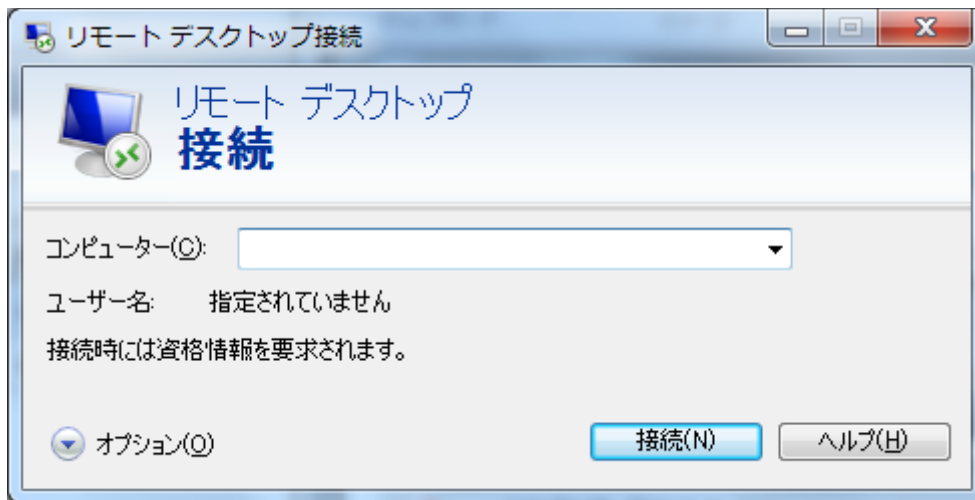 リモート デスクトップ接続
リモート デスクトップ
接続
コンピューター(C):
ユーザー名: 指定されていません
接続時には資格情報を要求されます。
オプション(O) 接続(N) ヘルプ(H)